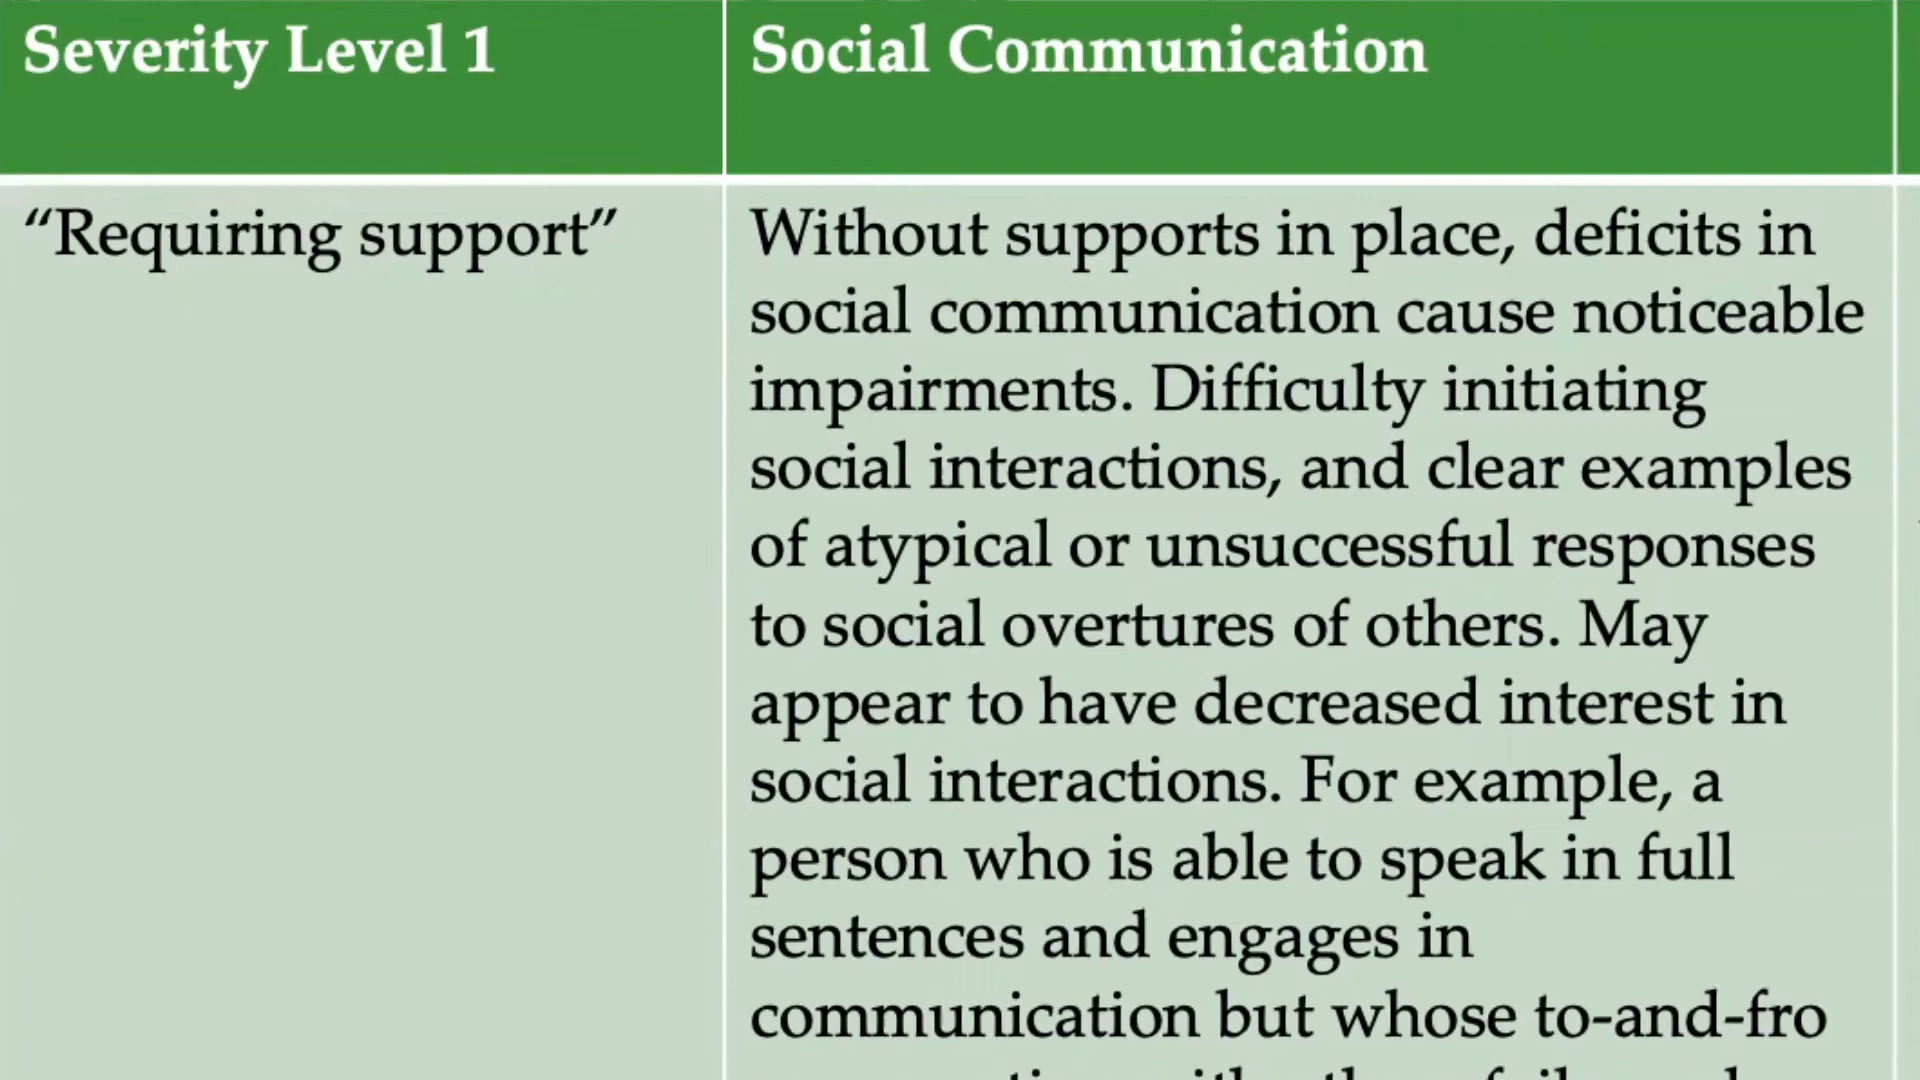 Severity Level 1
Social Communication
“Requiring support”
Without supports in place, deficits in
social communication cause noticeable
impairments. Difficulty initiating
social interactions, and clear examples
of atypical or unsuccessful responses
to social overtures of others. May
appear to have decreased interest in
social interactions. For example, a
person who is able to speak in full
sentences and engages in
communication but whose to-and-fro